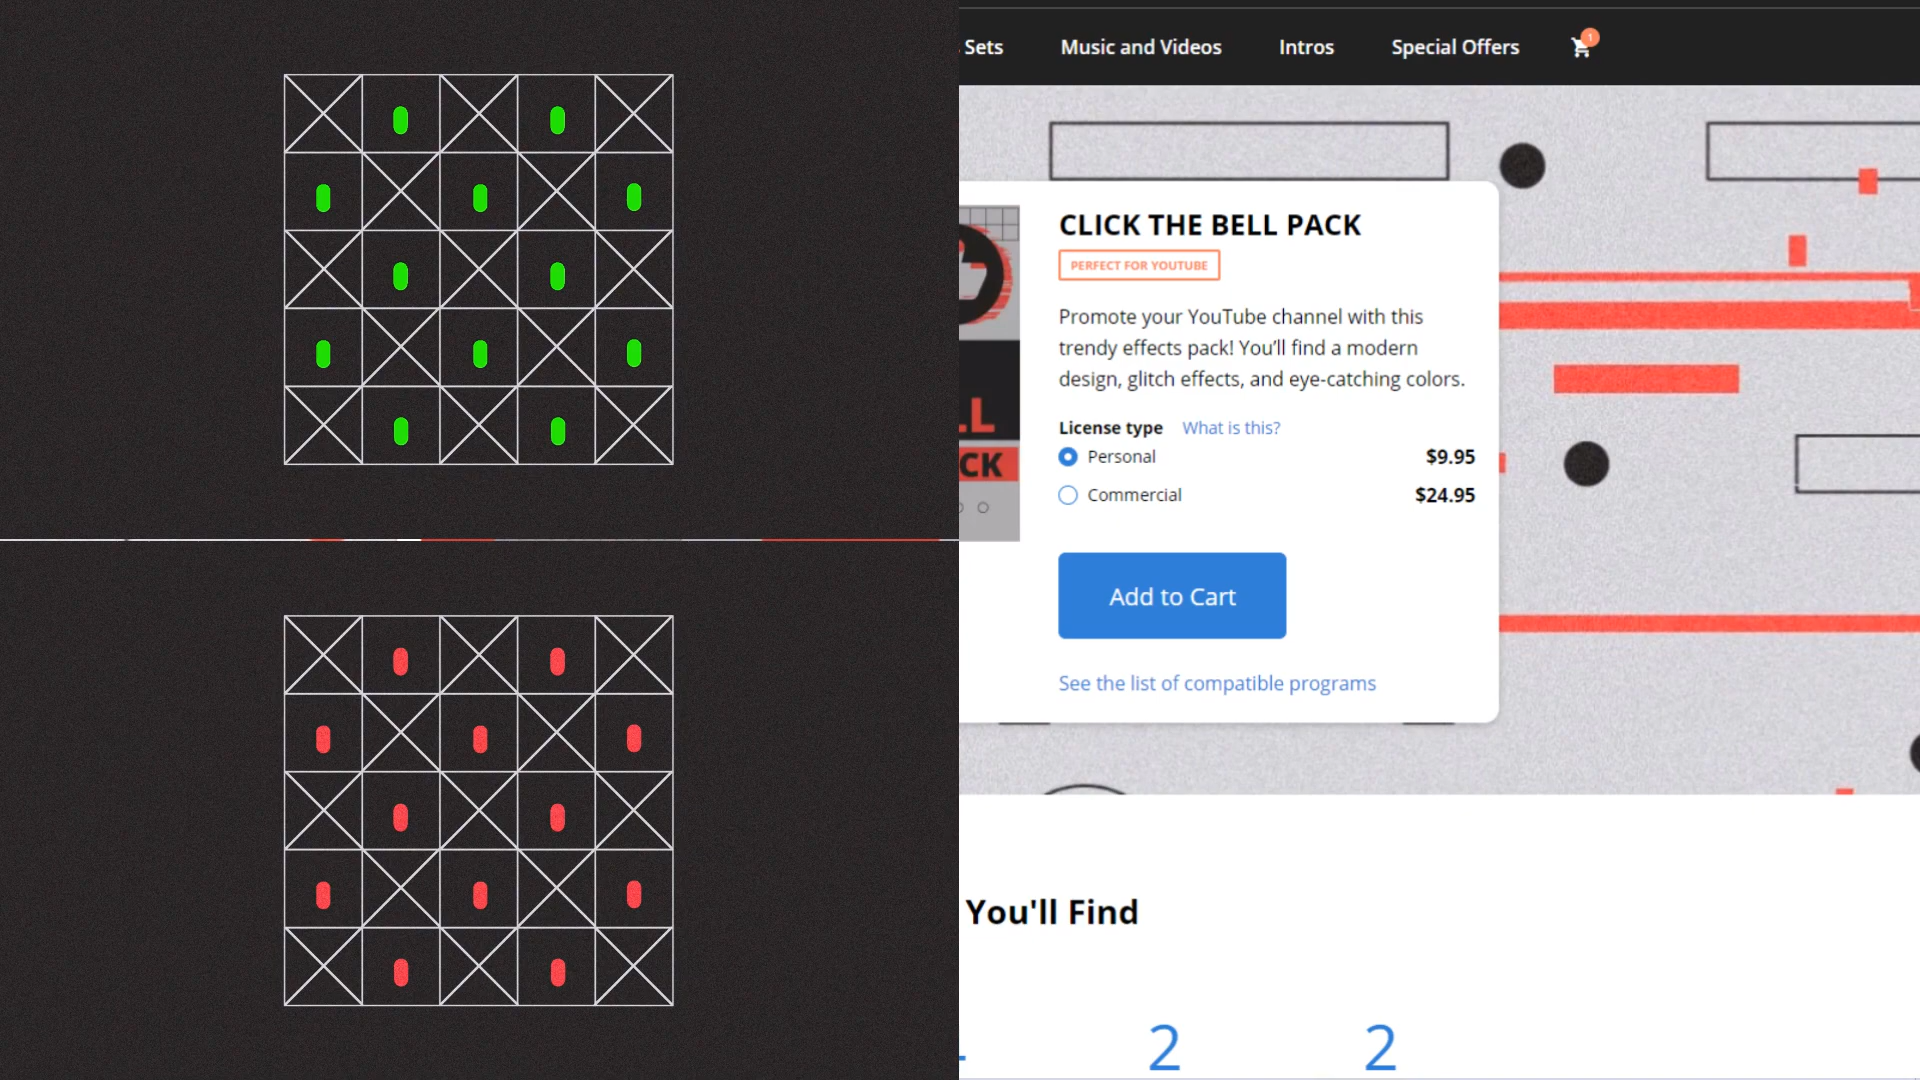 Sets
Music and Videos
Intros
Special Offers
1
CLICK THE BELL PACK
PERFECT FOR YOUTUBE
Promote your YouTube channel with this
trendy effects pack! You'll find a modern
design, glitch effects, and eye-catching colors.
License type
What is this?
Personal
$9.95
Commercial
$24.95
LL
CK
Add to Cart
See the list of compatible programs
You'll Find
2
2